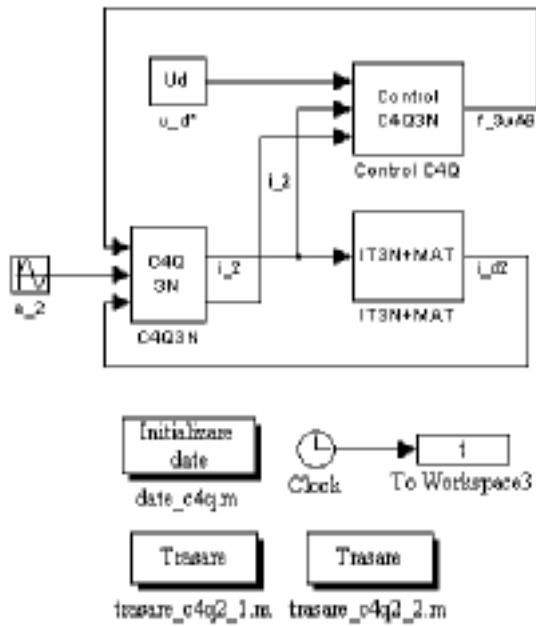 Ud
u_d*
Control
C4Q3N
Control C4Q
i_2
C4Q
3N
i_2
C4Q3N
IT3N+MAT
i_d2
IT3N+MAT
e_2
Initializare
date
date_c4q.m
Clock
1
To Workspace3
Trasare
Trasare
trasare_c4q2_1.m
trasare_c4q2_2.m